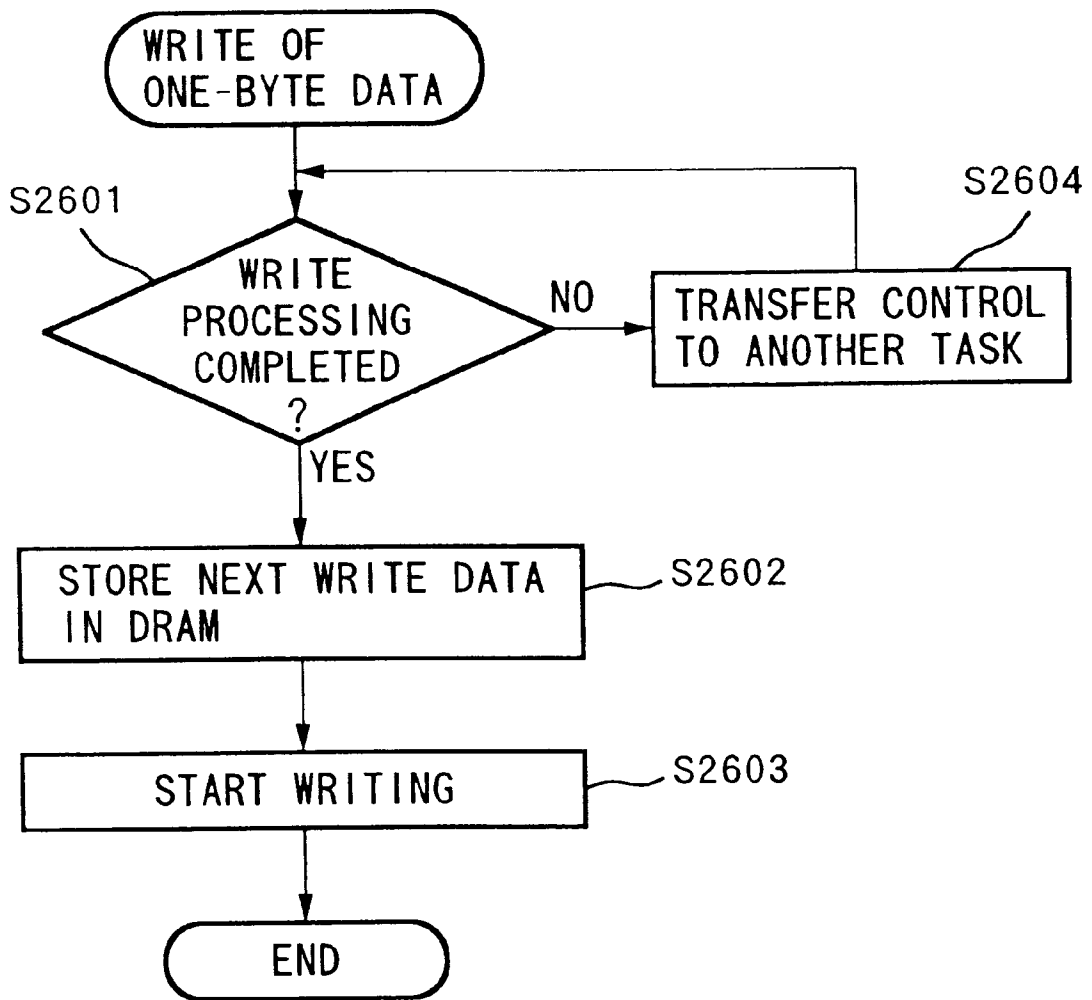 WRITE OF
ONE-BYTE DATA
S2601
S2604
WRITE
PROCESSING
COMPLETED
?
NO
TRANSFER CONTROL
TO ANOTHER TASK
YES
STORE NEXT WRITE DATA
IN DRAM
S2602
START WRITING
S2603
END